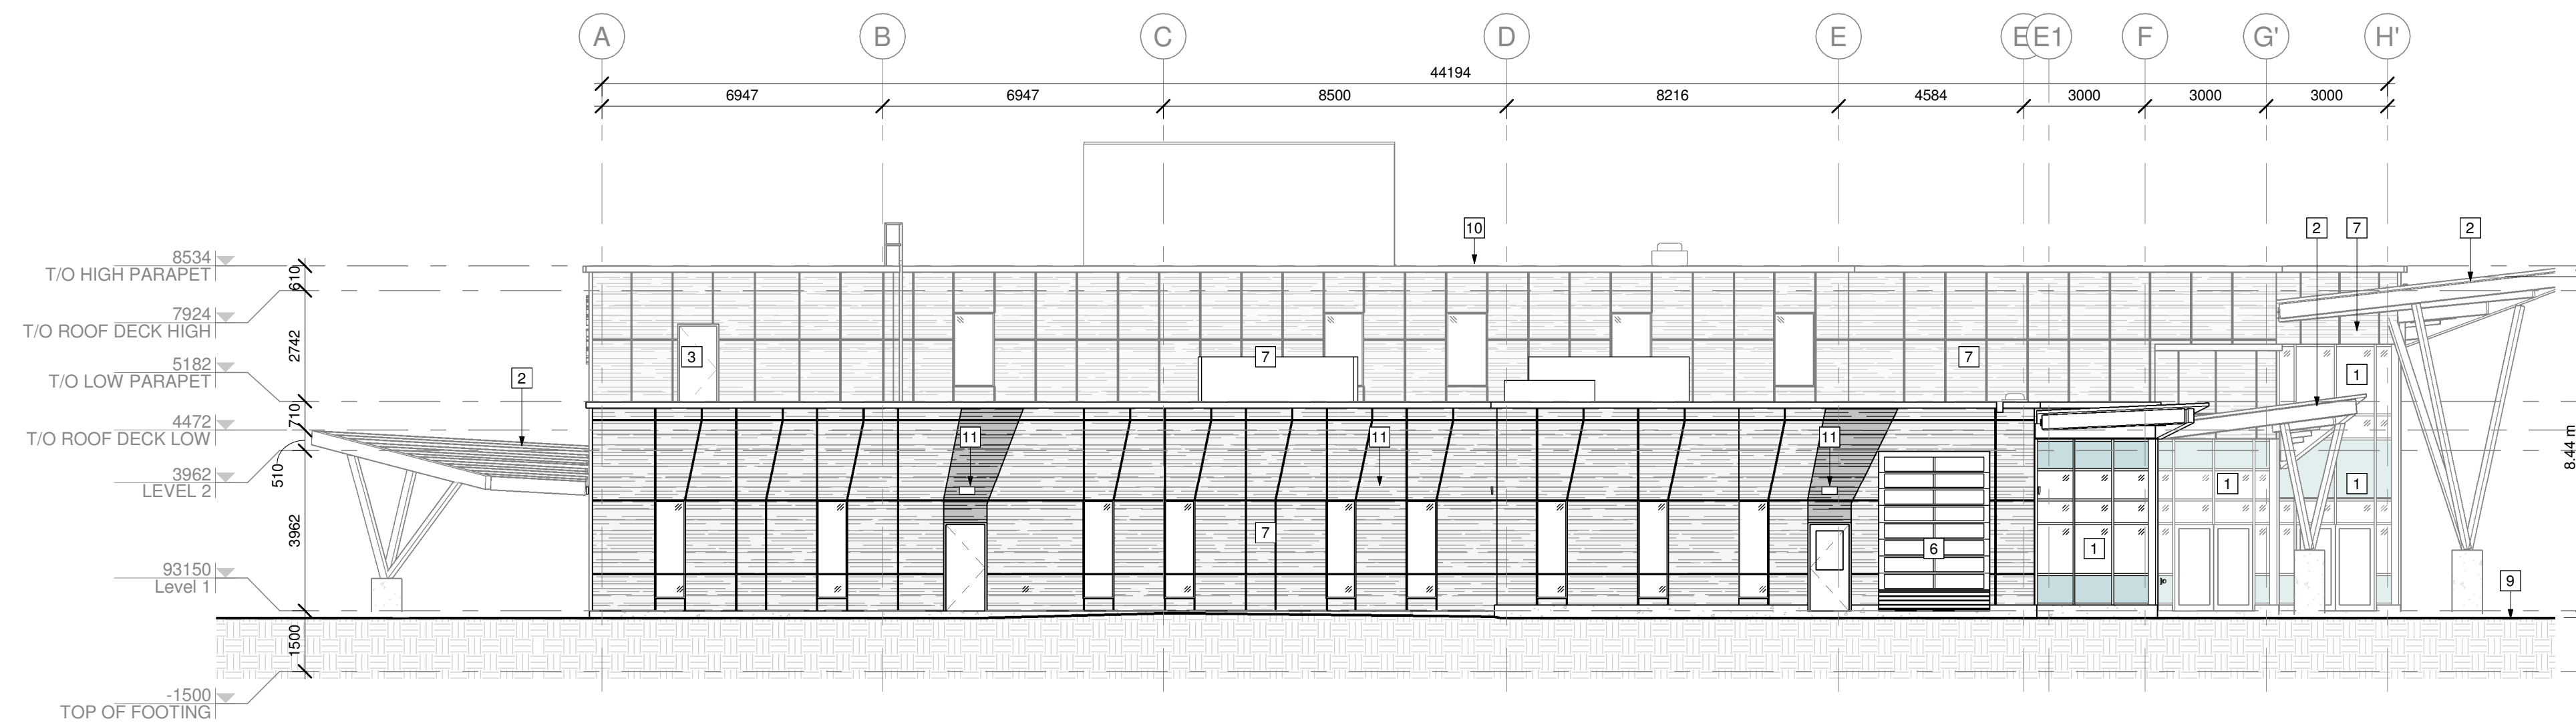 A B C D E E E1 F G' H'
44194
6947 6947 8500 8216 4584 3000 3000 3000
10 2 7 2
8534
T/O HIGH PARAPET
610
7924
T/O ROOF DECK HIGH
2742
3 7 7
5182
T/O LOW PARAPET
2 1
4472
T/O ROOF DECK LOW
710
11 11 11
8.44 m
3962
LEVEL 2
510
1 1
3962
7 6 1
93150
Level 1
9
1500
-1500
TOP OF FOOTING